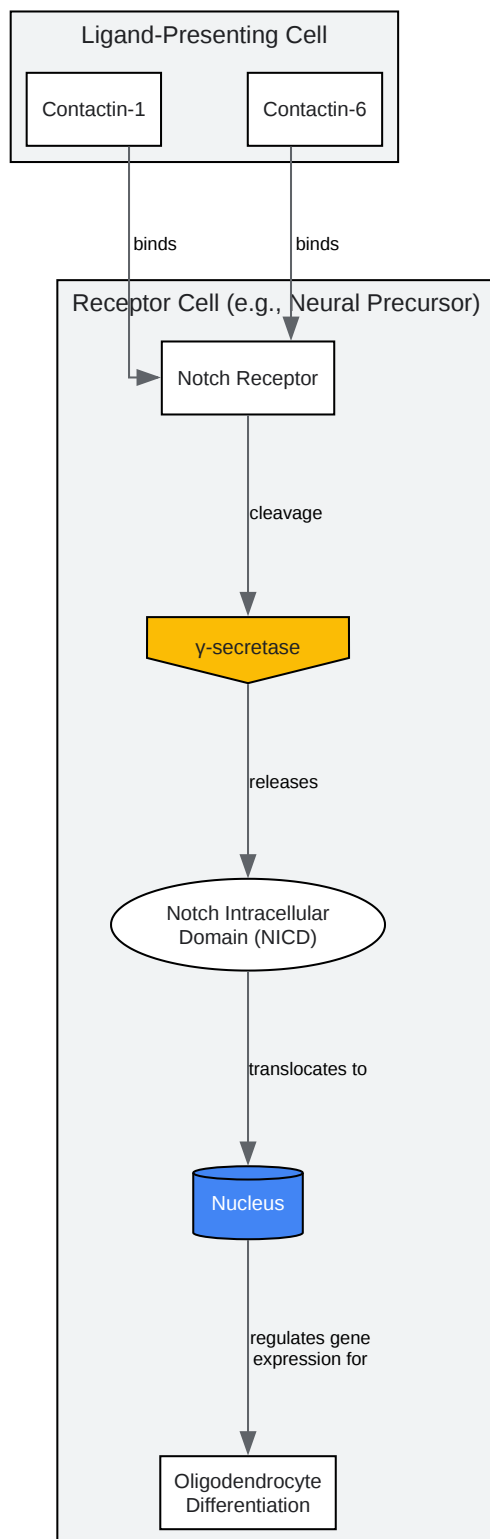 Ligand-Presenting Cell
Contactin-1
Contactin-6
binds
binds
Receptor Cell (e.g., Neural Precursor)
Notch Receptor
cleavage
γ-secretase
releases
Notch Intracellular
Domain (NICD)
translocates to
Nucleus
regulates gene
expression for
Oligodendrocyte
Differentiation